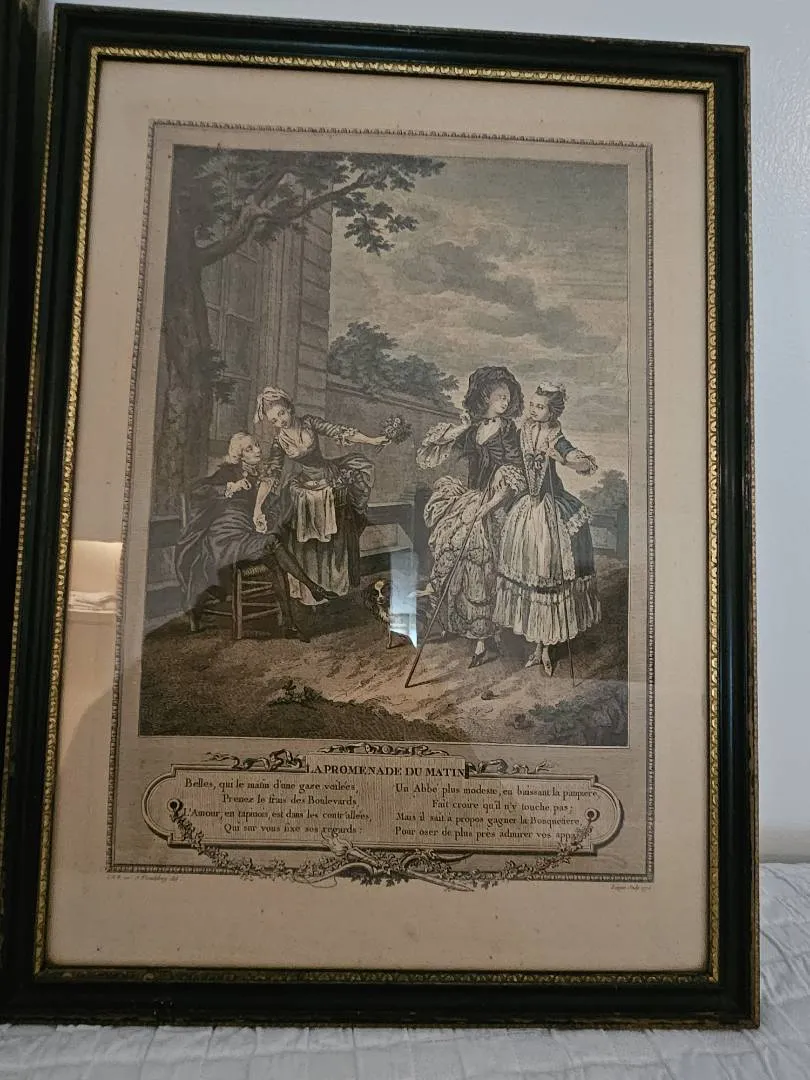 LA PROMENADE DU MATIN
Belles, qui le matin d'une gaze voilées,
Prenez le frais des Boulevards,
L'Amour, en tapinois, est dans les contr'allées,
Qui sur vous fixe ses regards:
Un Abbé plus modeste, en baissant la paupiere,
Fait croire qu'il n'y touche pas;
Mais il sait à propos gagner la Bouquetiere,
Pour oser de plus près admirer vos appas
Sculp